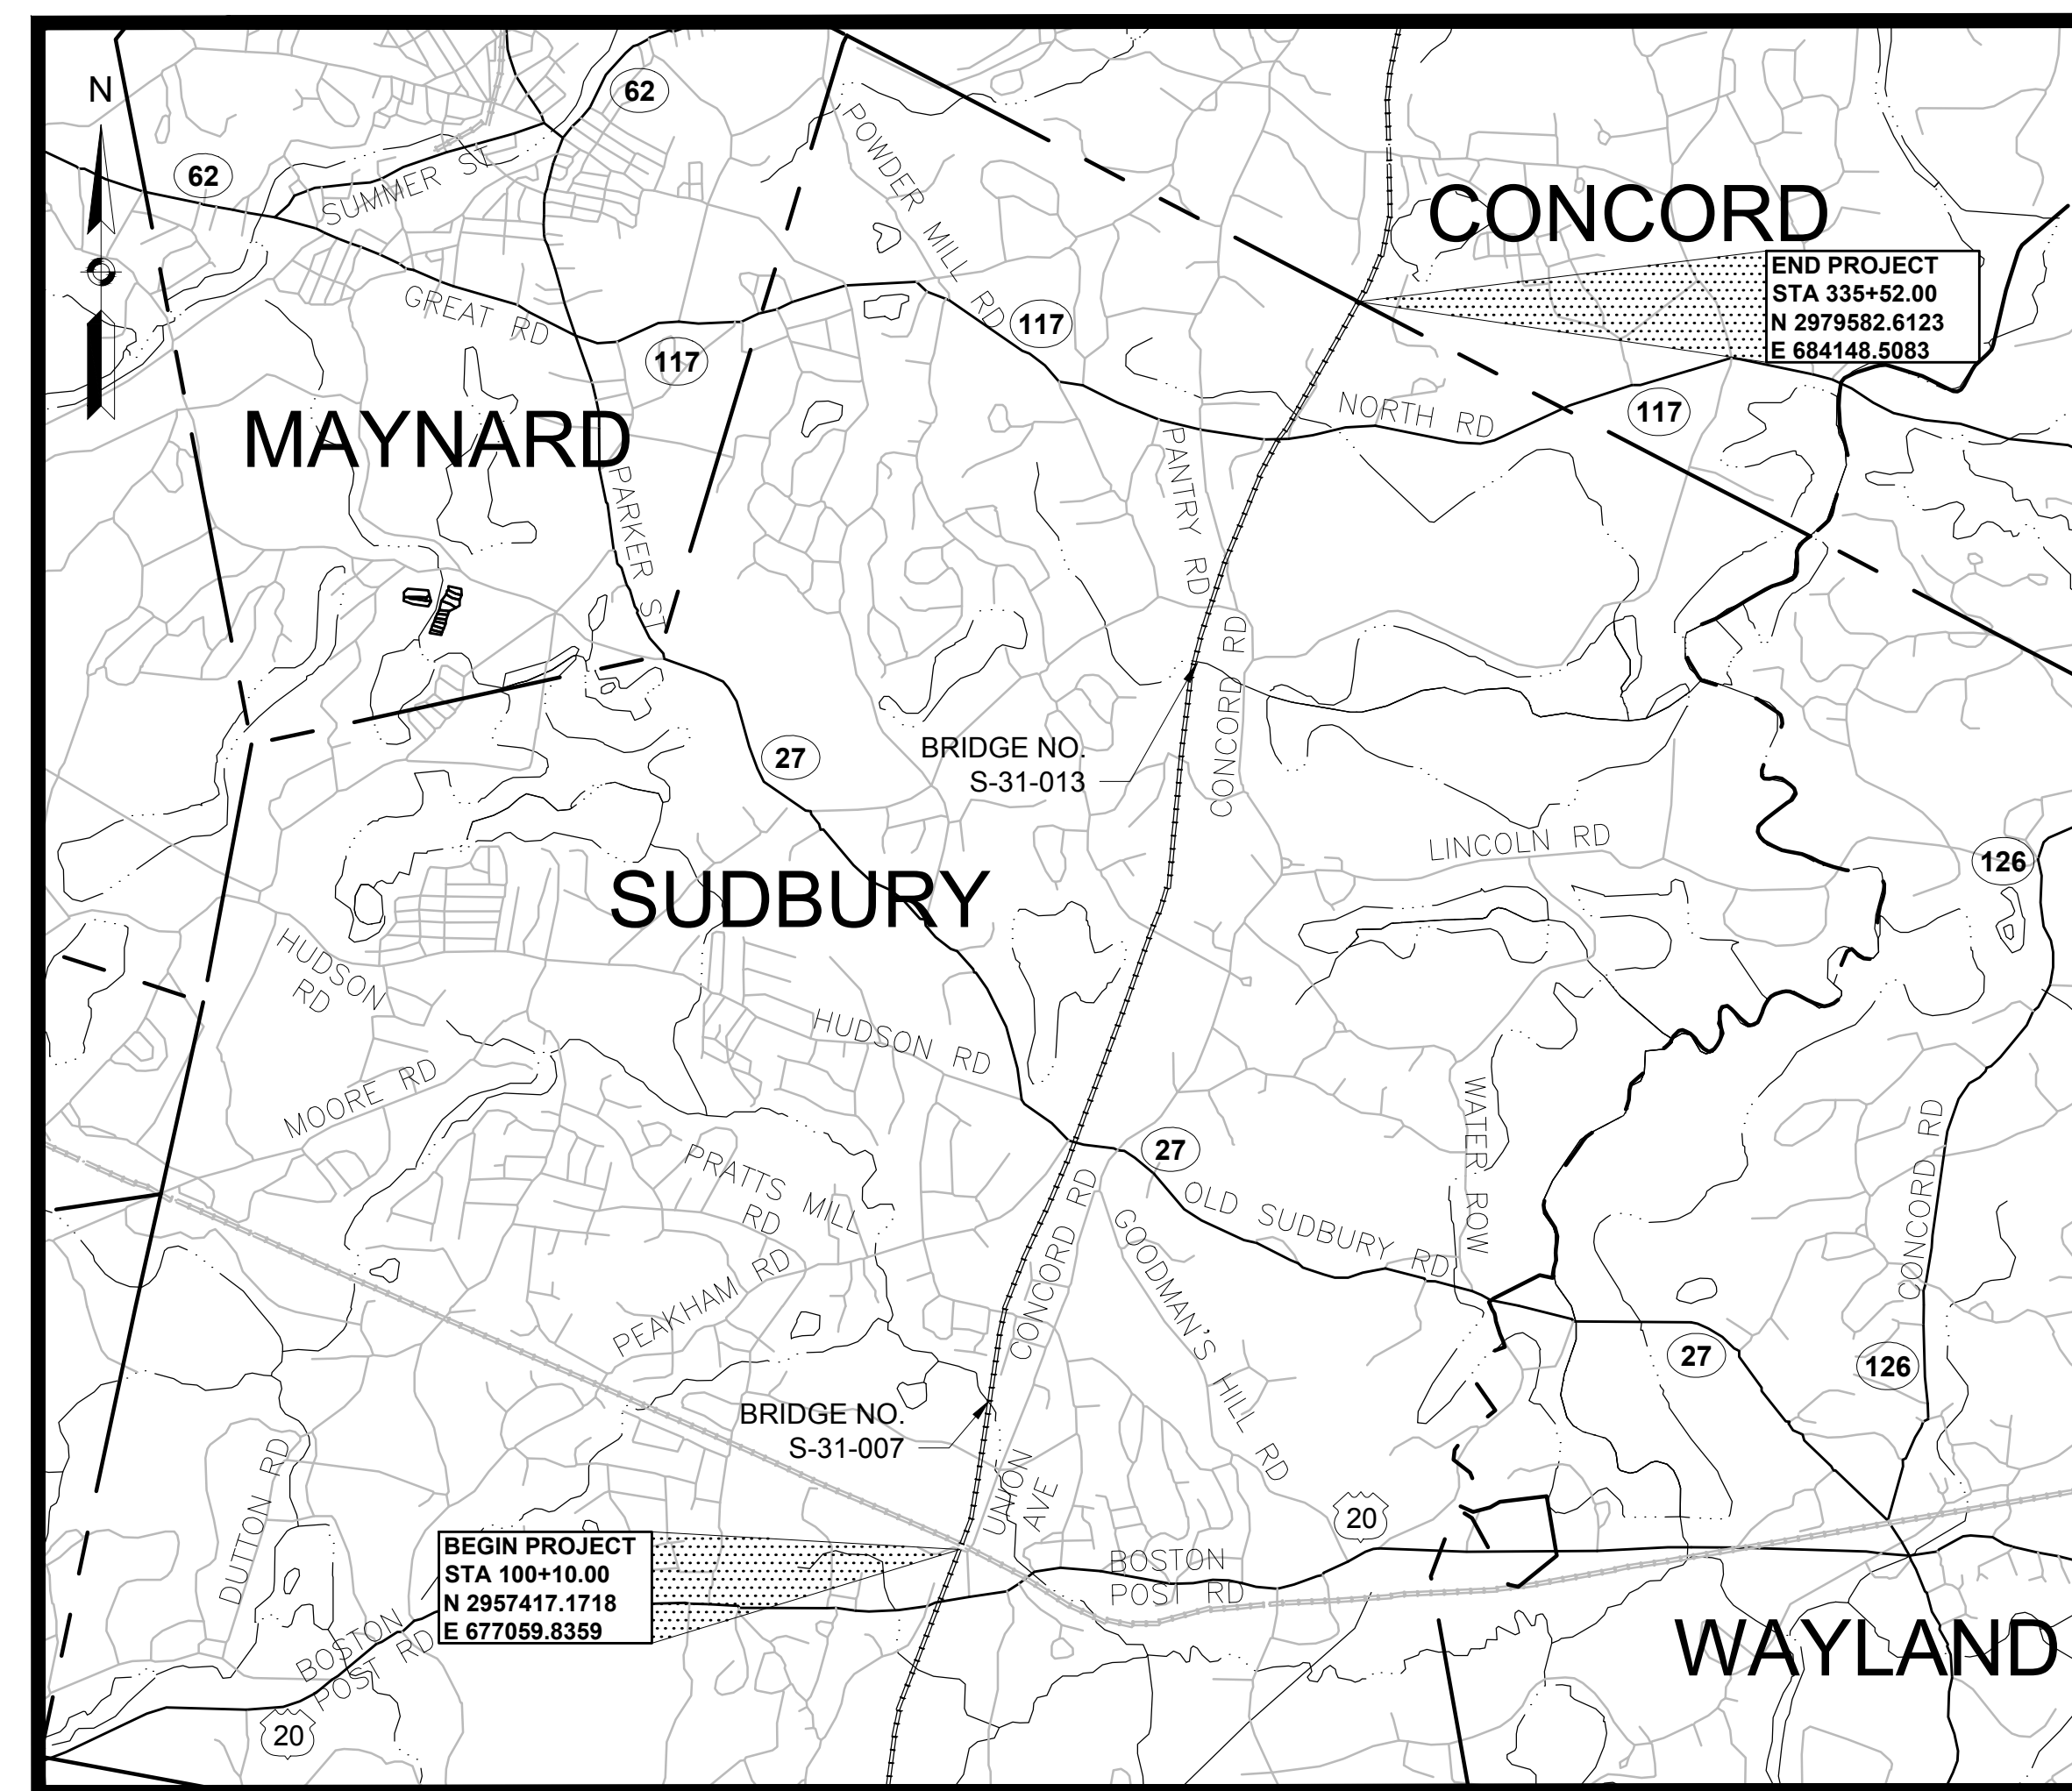 N
62
62
SUMMER ST
POWDER MILL RD
CONCORD
END PROJECT
STA 335+52.00
N 2979582.6123
E 684148.5083
GREAT RD
117
117
117
NORTH RD
MAYNARD
PARKER ST
PANTRY RD
CONCORD RD
CONCORD RD
27
BRIDGE NO.
S-31-013
LINCOLN RD
126
SUDBURY
HUDSON
RD
HUDSON RD
MOORE RD
WATER ROW
CONCORD RD
27
PRATTS MILL
RD
OLD SUDBURY RD
CONCORD RD
GOODMAN'S HILL RD
PEAKHAM RD
27
126
BRIDGE NO.
S-31-007
UNION
AVE
DUTTON RD
20
BEGIN PROJECT
STA 100+10.00
N 2957417.1718
E 677059.8359
BOSTON
POST RD
BOSTON
POST RD
WAYLAND
20